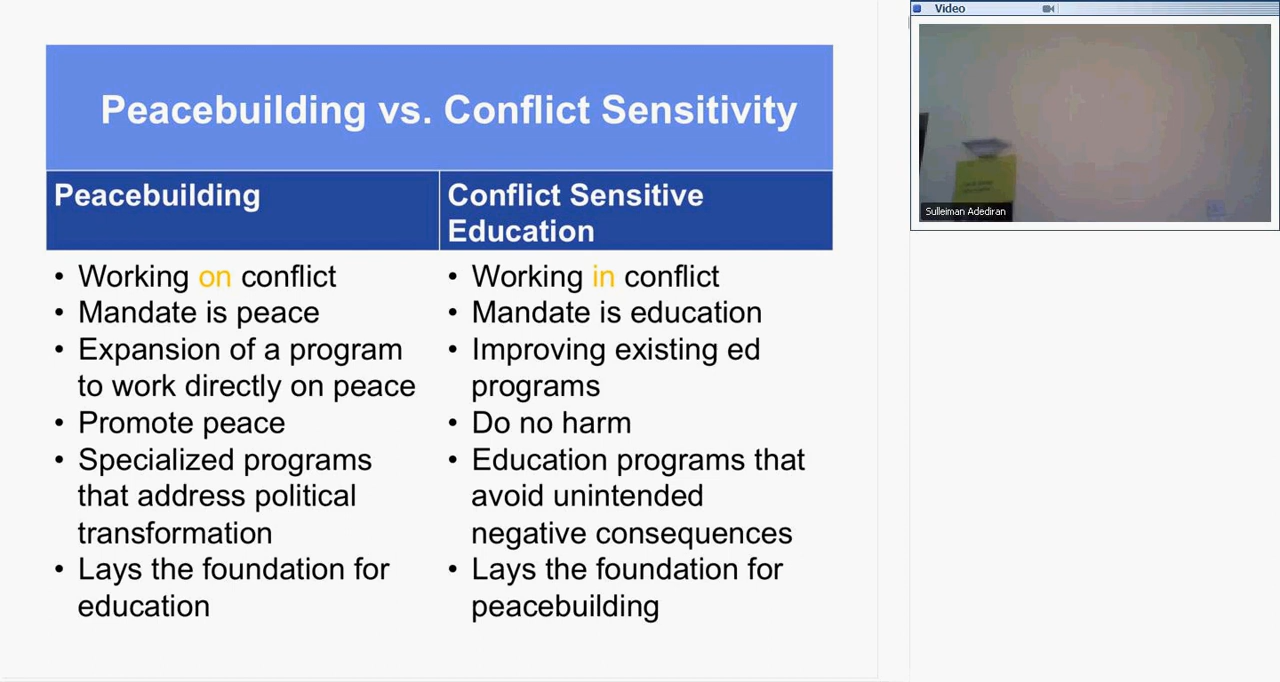 Peacebuilding vs. Conflict Sensitivity
Peacebuilding
Conflict Sensitive
Education
• Working on conflict
• Mandate is peace
• Expansion of a program
to work directly on peace
• Promote peace
• Specialized programs
that address political
transformation
• Lays the foundation for
education
• Working in conflict
• Mandate is education
• Improving existing ed
programs
• Do no harm
• Education programs that
avoid unintended
negative consequences
• Lays the foundation for
peacebuilding
Video
Sulleiman Adediran